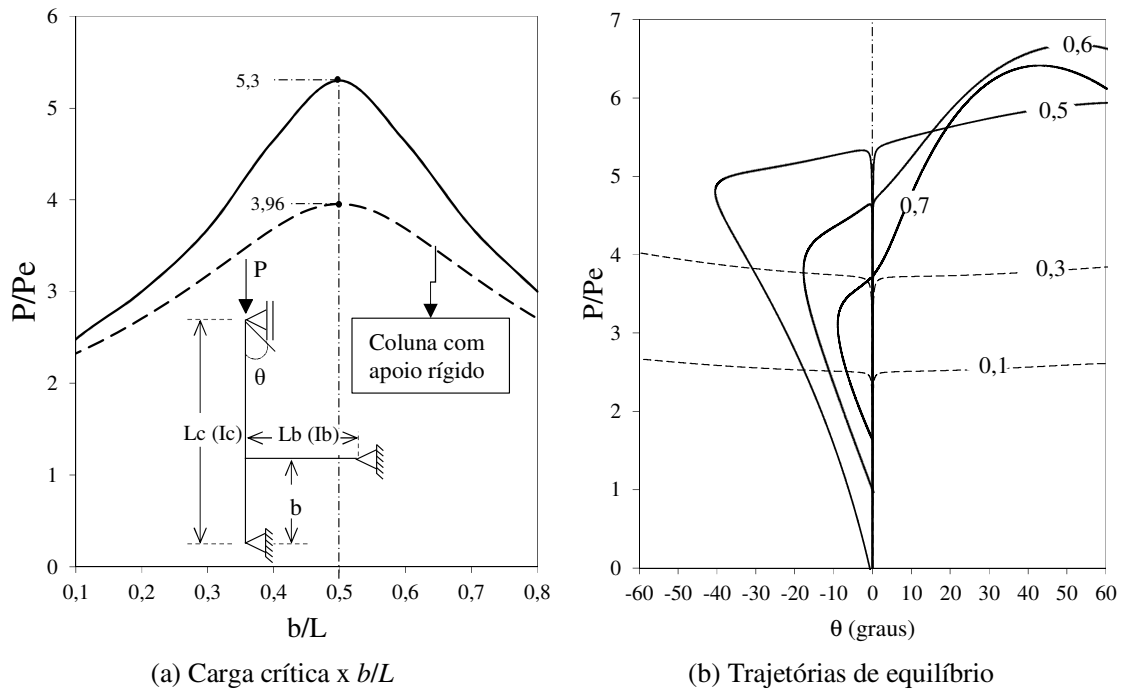 6
5
4
3
2
1
0
P/Pe
5,3
3,96
P
θ
Lc (Ic)
Lb (Ib)
b
Coluna com
apoio rígido
0,1 0,2 0,3 0,4 0,5 0,6 0,7 0,8
b/L
(a) Carga crítica x b/L
7
6
5
4
3
2
1
0
P/Pe
0,6
0,5
0,7
0,3
0,1
-60 -50 -40 -30 -20 -10 0 10 20 30 40 50 60
θ (graus)
(b) Trajetórias de equilíbrio